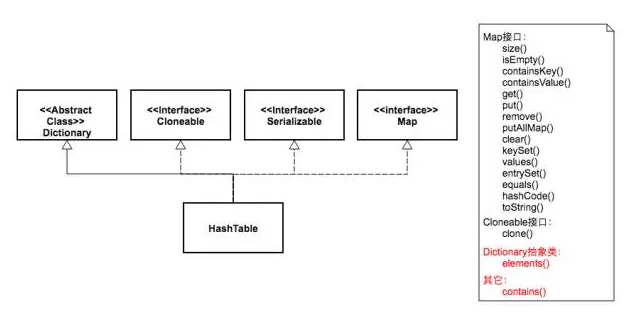 <<Abstract
Class>>
Dictionary
<<Interface>>
Cloneable
<<Interface>>
Serializable
<<interface>>
Map
HashTable
Map接口：
size()
isEmpty()
containsKey()
containsValue()
get()
put()
remove()
putAllMap()
clear()
keySet()
values()
entrySet()
equals()
hashCode()
toString()
Cloneable接口：
clone()
Dictionary抽象类：
elements()
其它：
contains()